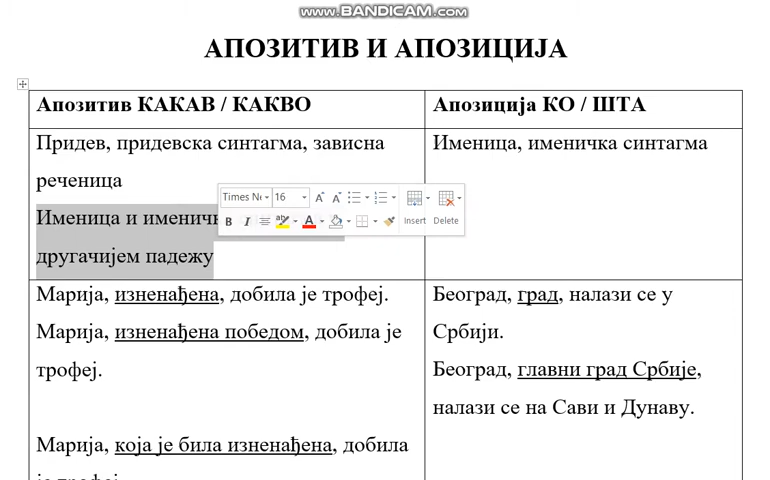 www.BANDICAM.com
АПОЗИТИВ И АПОЗИЦИЈА
Апозитив КАКАВ / КАКВО
Апозиција КО / ШТА
Придев, придевска синтагма, зависна
реченица
Именица и
другачијем падежу
Именица, именичка синтагма
Times Ne
16
Insert
Delete
Марија, изненађена, добила је трофеј.
Марија, изненађена победом, добила је
трофеј.
Марија, која је била изненађена, добила
је трофеј.
Београд, град, налази се у
Србији.
Београд, главни град Србије,
налази се на Сави и Дунаву.